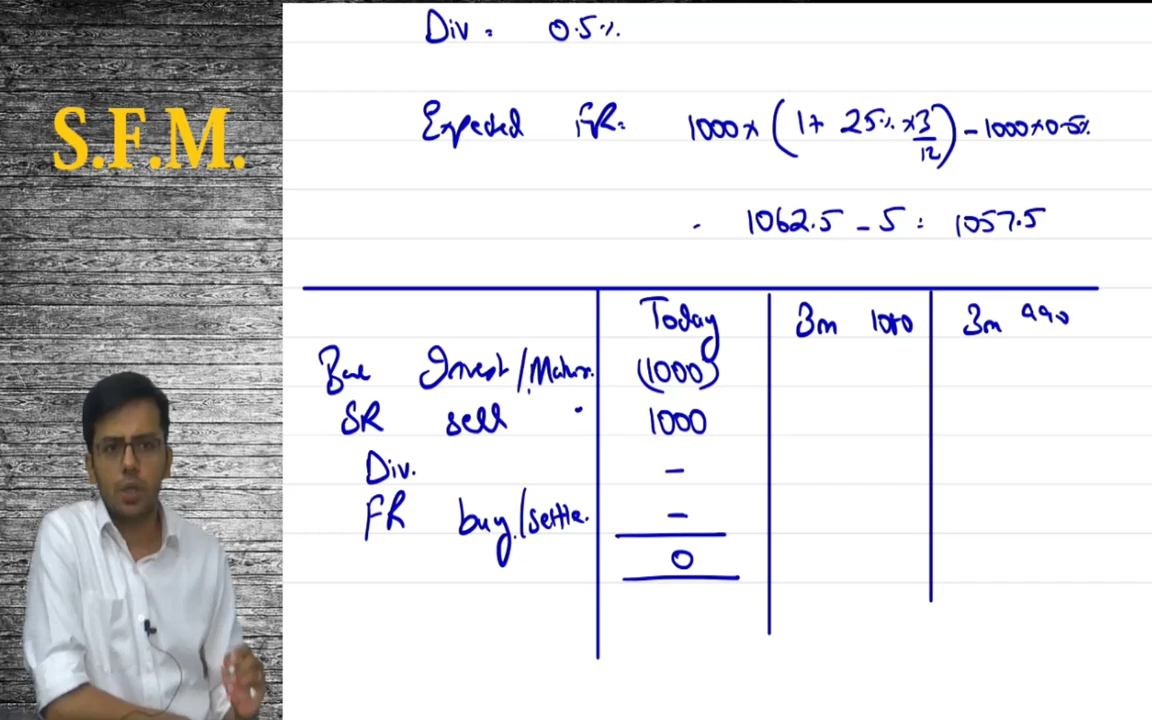 S.F.M.
Div = 0.5%
Expected FR = 1000 x (1+ 25% x 3/12) - 1000 x 0.5%
= 1062.5 - 5 = 1057.5
Today 3m 1010 3m 990
Invest/Matur. (1000)
SR sell 1000
Div. -
FR buy/settle. -
0